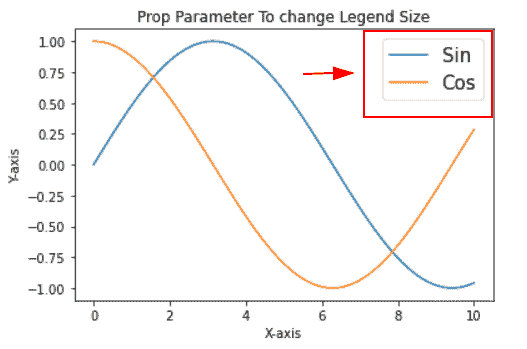 Prop Parameter To change Legend Size
1.00
0.75
0.50
0.25
0.00
−0.25
−0.50
−0.75
−1.00
Y-axis
Sin
Cos
0 2 4 6 8 10
X-axis